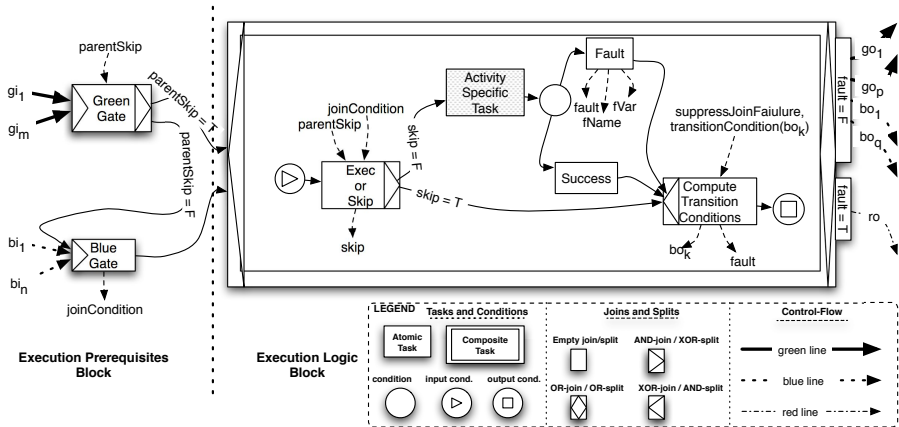 parentSkip
gi1
gim
Green
Gate
parentSkip = T
parentSkip = F
bi1
bin
Blue
Gate
joinCondition
Execution Prerequisites
Block
joinCondition
parentSkip
Exec
or
Skip
skip
skip = F
skip = T
Activity
Specific
Task
Fault
fault
fVar
fName
Success
suppressJoinFaiulure,
transitionCondition(bok)
Compute
Transition
Conditions
bok
fault
fault = F
fault = T
go1
gop
bo1
boq
ro
Execution Logic
Block
LEGEND
Tasks and Conditions
Atomic
Task
Composite
Task
condition
input cond.
output cond.
Joins and Splits
Empty join/split
AND-join / XOR-split
OR-join / OR-split
XOR-join / AND-split
Control-Flow
green line
blue line
red line